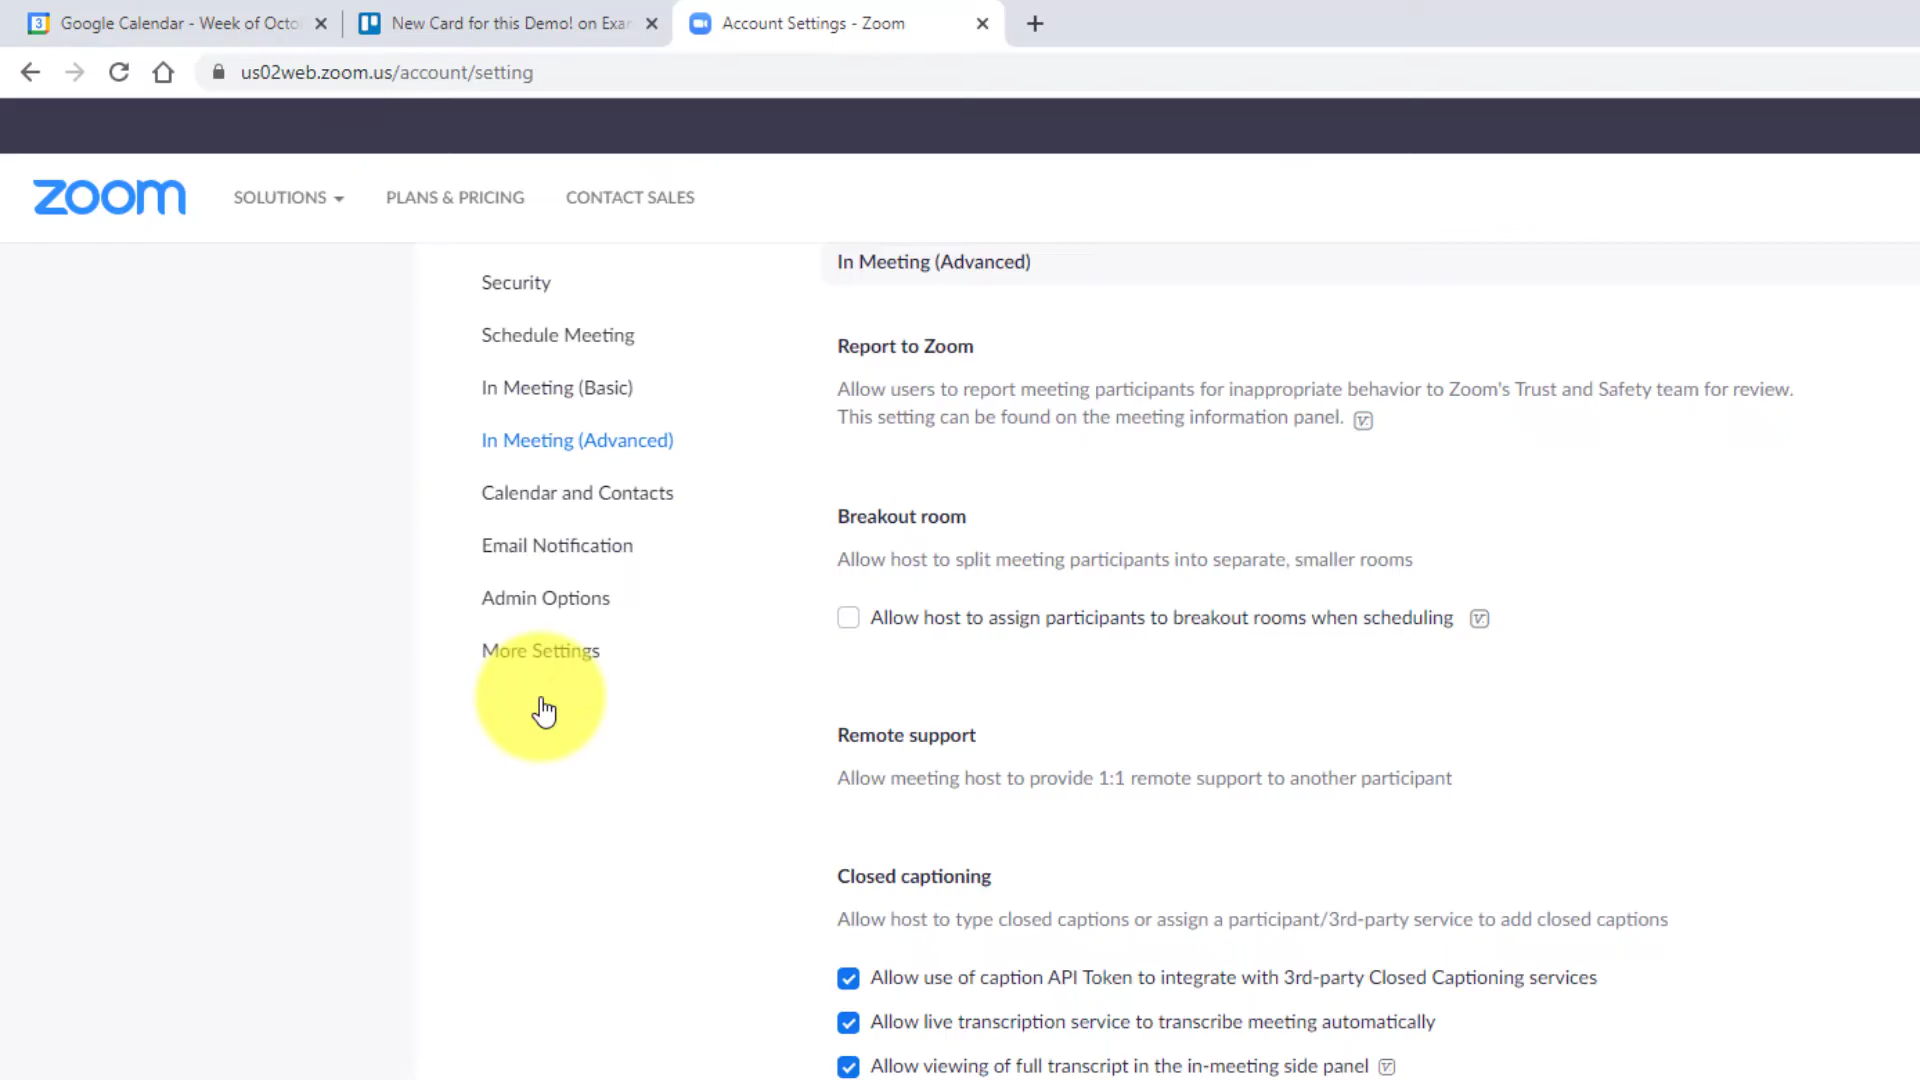 Google Calendar - Week of Octo
New Card for this Demo! on Exa
Account Settings - Zoom
us02web.zoom.us/account/setting
zoom
SOLUTIONS
PLANS & PRICING
CONTACT SALES
Security
Schedule Meeting
In Meeting (Basic)
In Meeting (Advanced)
Calendar and Contacts
Email Notification
Admin Options
More Settings
In Meeting (Advanced)
Report to Zoom
Allow users to report meeting participants for inappropriate behavior to Zoom's Trust and Safety team for review.
This setting can be found on the meeting information panel.
Breakout room
Allow host to split meeting participants into separate, smaller rooms
Allow host to assign participants to breakout rooms when scheduling
Remote support
Allow meeting host to provide 1:1 remote support to another participant
Closed captioning
Allow host to type closed captions or assign a participant/3rd-party service to add closed captions
Allow use of caption API Token to integrate with 3rd-party Closed Captioning services
Allow live transcription service to transcribe meeting automatically
Allow viewing of full transcript in the in-meeting side panel